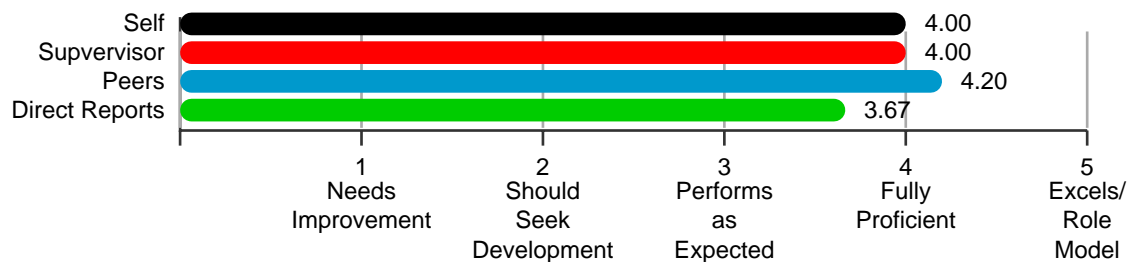 Self 4.00
Supvervisor 4.00
Peers 4.20
Direct Reports 3.67
1 2 3 4 5
Needs Should Performs Fully Excels/
Improvement Seek as Proficient Role
Development Expected Model